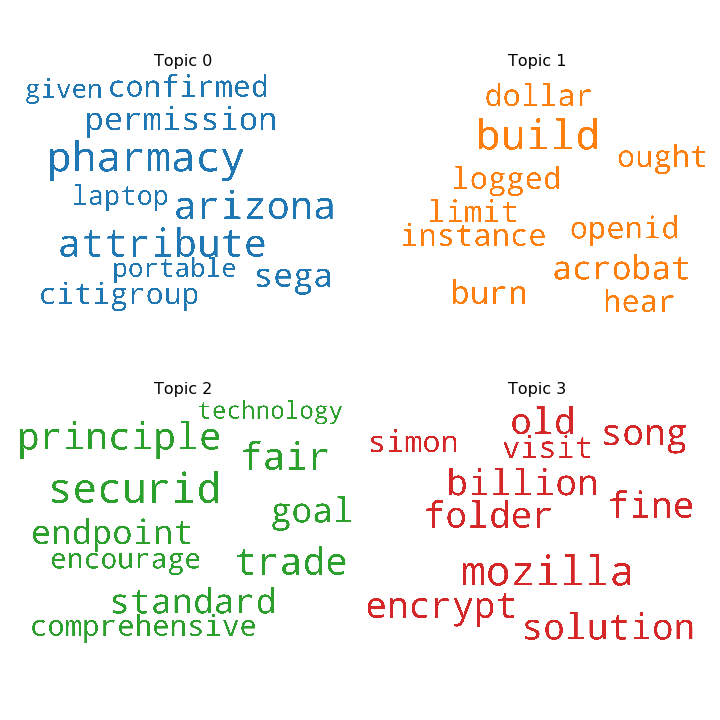 Topic 0
given confirmed
permission
pharmacy
laptop arizona
attribute
portable sega
citigroup
Topic 1
dollar
build
ought
logged
limit
instance openid
acrobat
burn hear
Topic 2
technology
principle fair
securid
goal
endpoint
encourage trade
standard
comprehensive
Topic 3
old song
simon visit
billion
folder fine
mozilla
encrypt
solution